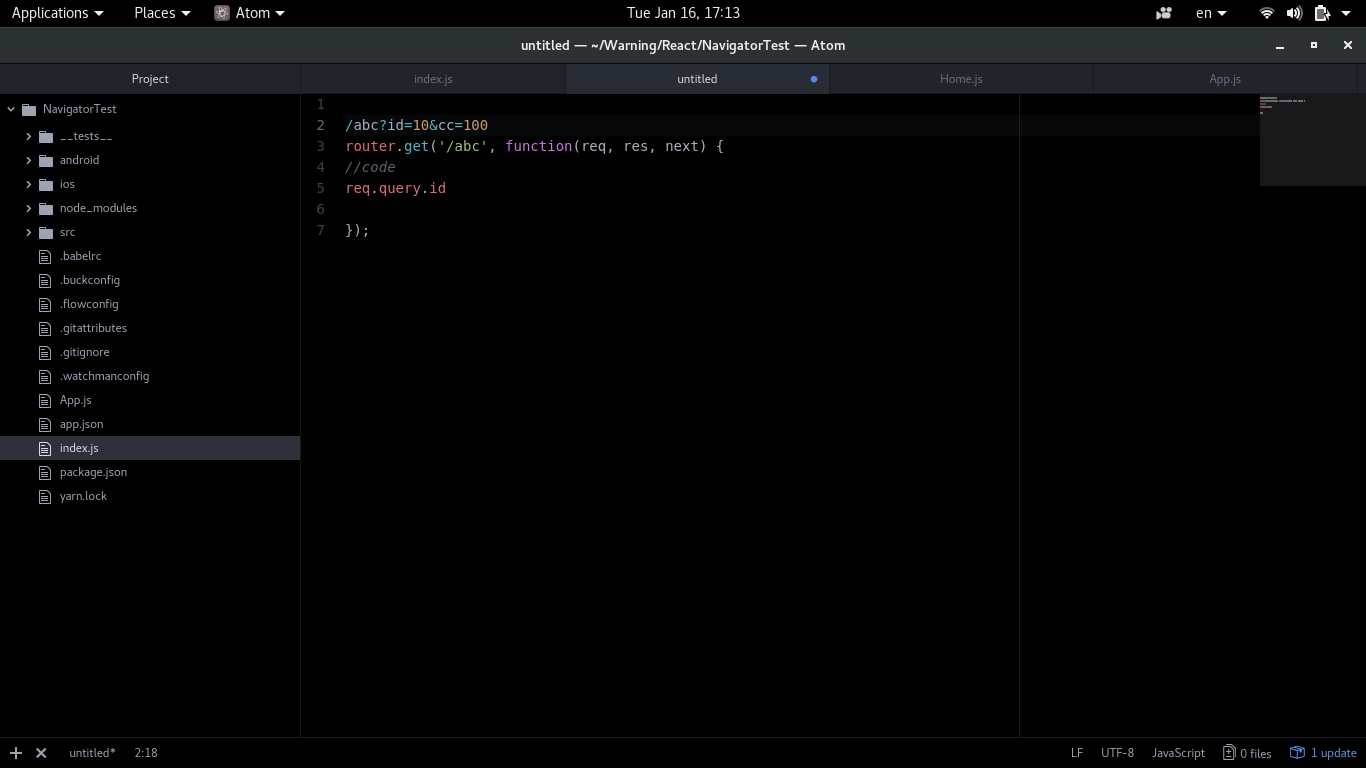 Applications Places Atom Tue Jan 16, 17:13 en
untitled — ~/Warning/React/NavigatorTest — Atom
Project index.js untitled Home.js App.js
NavigatorTest
__tests__
android
ios
node_modules
src
.babelrc
.buckconfig
.flowconfig
.gitattributes
.gitignore
.watchmanconfig
App.js
app.json
index.js
package.json
yarn.lock
1
2 /abc?id=10&cc=100
3 router.get('/abc', function(req, res, next) {
4 //code
5 req.query.id
6
7 });
untitled* 2:18 LF UTF-8 JavaScript 0 files 1 update